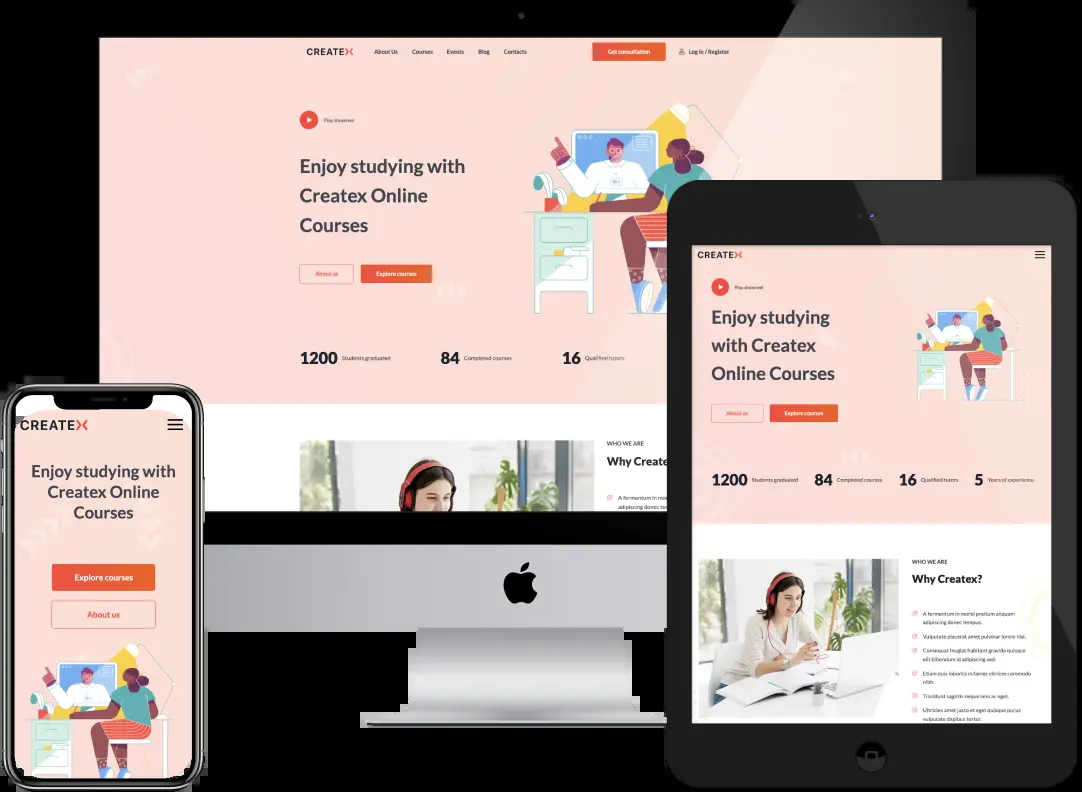 CREATEX
About Us Courses Events Blog Contacts
Get consultation
Log in / Register
Play showreel
Enjoy studying with
Createx Online
Courses
About us
Explore courses
1200 Students graduated
84 Completed courses
16 Qualified tutors
WHO WE ARE
Why Create
A fermentum in mo
adipiscing donec te
CREATEX
Play showreel
Enjoy studying
with Createx
Online Courses
About us
Explore courses
1200 Students graduated
84 Completed courses
16 Qualified tutors
5 Years of experience
WHO WE ARE
Why Createx?
A fermentum in morbi pretium aliquam
adipiscing donec tempus.
Vulputate placerat amet pulvinar lorem nisl.
Consequat feugiat habitant gravida quisque
elit bibendum id adipiscing sed.
Etiam duis lobortis in fames ultrices commodo
nibh.
Tincidunt sagittis neque sem ac eget.
Ultricies amet justo et eget quisque purus
vulputate dapibus tortor.
CREATEX
Enjoy studying with
Createx Online
Courses
Explore courses
About us